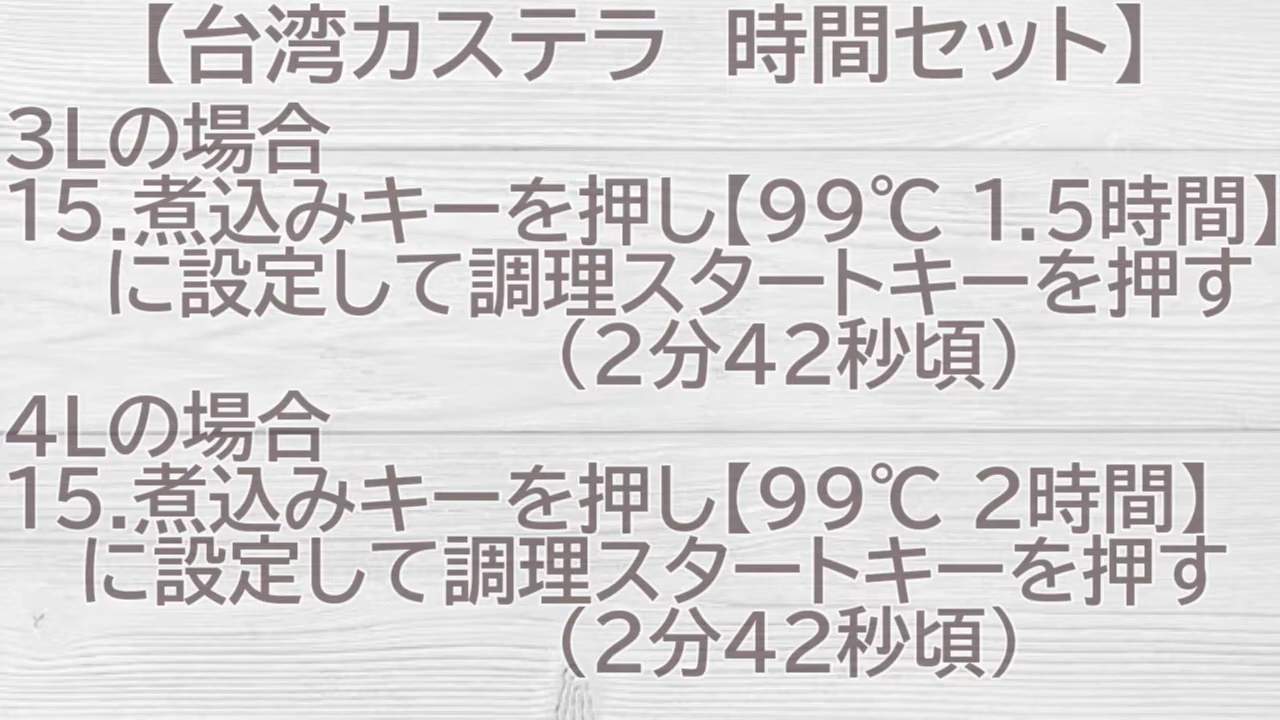 【台湾カステラ 時間セット】
3Lの場合
15.煮込みキーを押し【99℃ 1.5時間】
に設定して調理スタートキーを押す
（2分42秒頃）
4Lの場合
15.煮込みキーを押し【99℃ 2時間】
に設定して調理スタートキーを押す
（2分42秒頃）